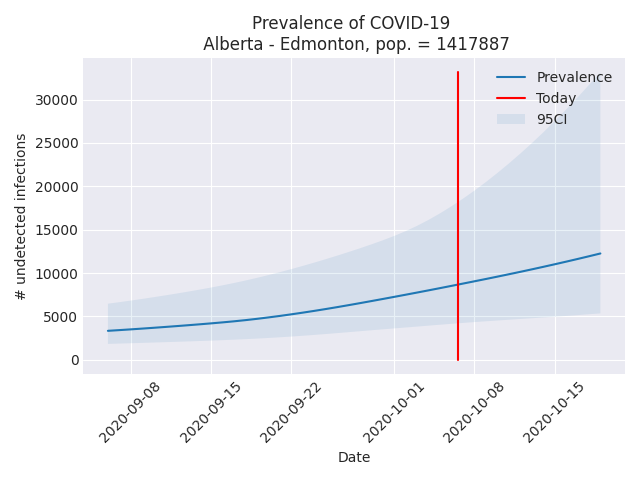 Prevalence of COVID-19
Alberta - Edmonton, pop. = 1417887
Prevalence
Today
95CI
30000
25000
20000
15000
10000
5000
0
# undetected infections
2020-09-08
2020-09-15
2020-09-22
2020-10-01
2020-10-08
2020-10-15
Date